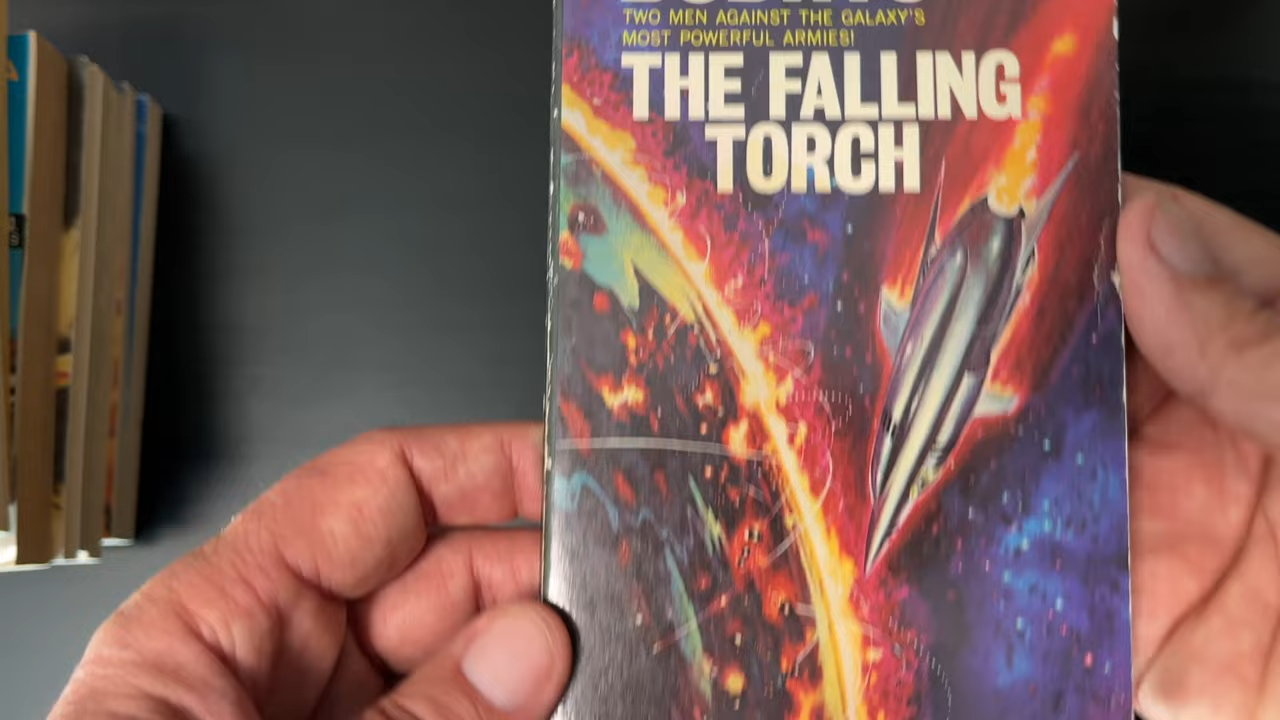 TWO MEN AGAINST THE GALAXY'S
MOST POWERFUL ARMIES!
THE FALLING
TORCH